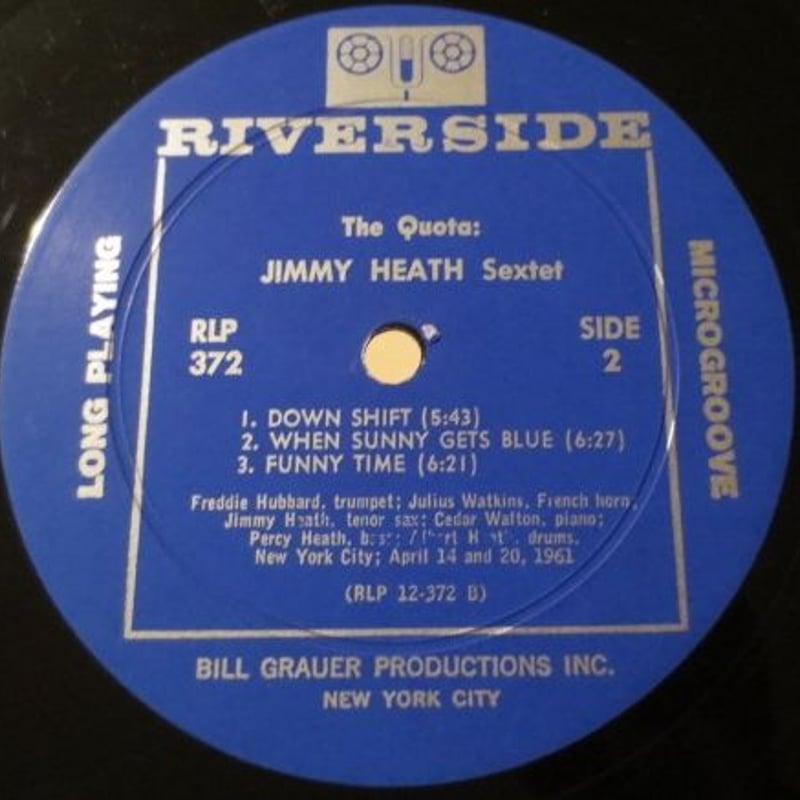 RIVERSIDE
The Quota:
JIMMY HEATH Sextet
RLP
372
SIDE
2
LONG PLAYING
MICROGROOVE
1. DOWN SHIFT (5:43)
2. WHEN SUNNY GETS BLUE (6:27)
3. FUNNY TIME (6:21)
Freddie Hubbard, trumpet; Julius Watkins, French horn;
Jimmy Heath, tenor sax; Cedar Walton, piano;
Percy Heath, bass; drums.
New York City; April 14 and 20, 1961
(RLP 12-372 B)
BILL GRAUER PRODUCTIONS INC.
NEW YORK CITY